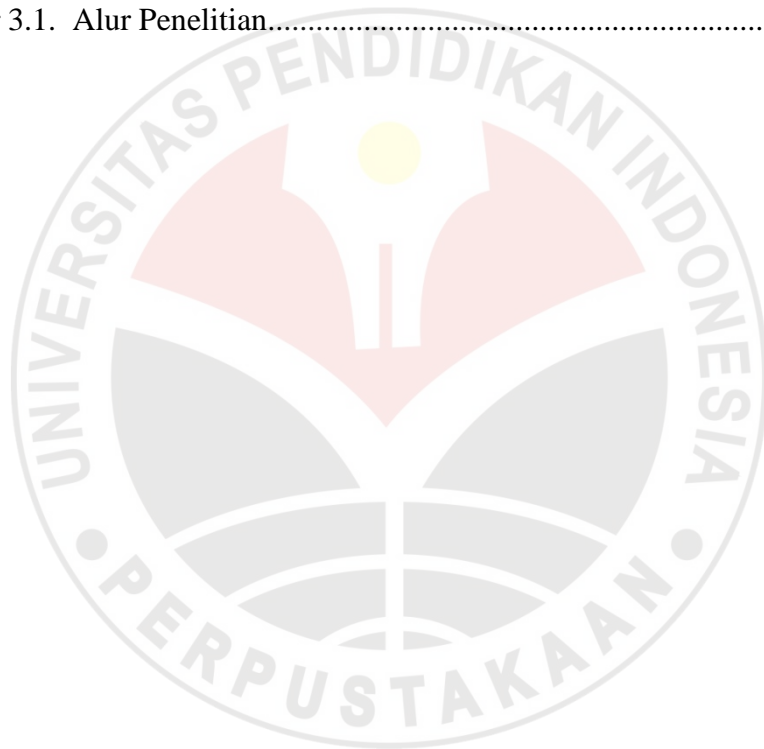 3.1. Alur Penelitian.....................................................................
UNIVERSITAS PENDIDIKAN INDONESIA
PERPUSTAKAAN